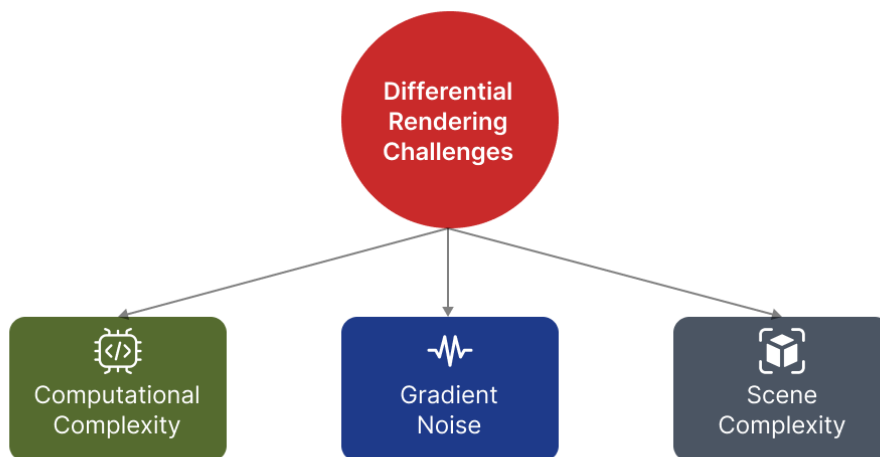 Differential
Rendering
Challenges
</>
Computational
Complexity
Gradient
Noise
Scene
Complexity